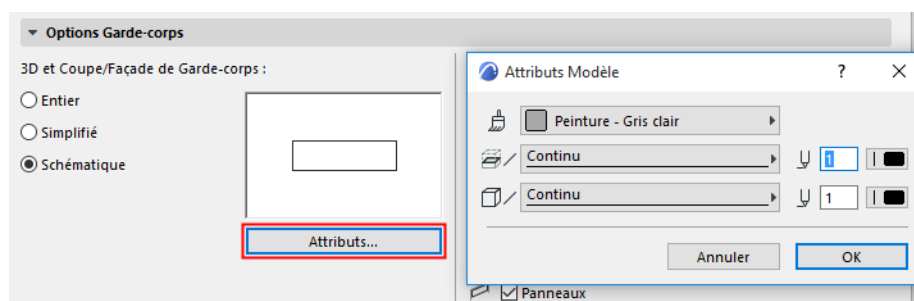 Options Garde-corps
3D et Coupe/Façade de Garde-corps :
Entier
Simplifié
Schématique
Attributs...
Attributs Modèle ? X
Peinture - Gris clair
Continu 1
Continu 1
Annuler OK
Panneaux